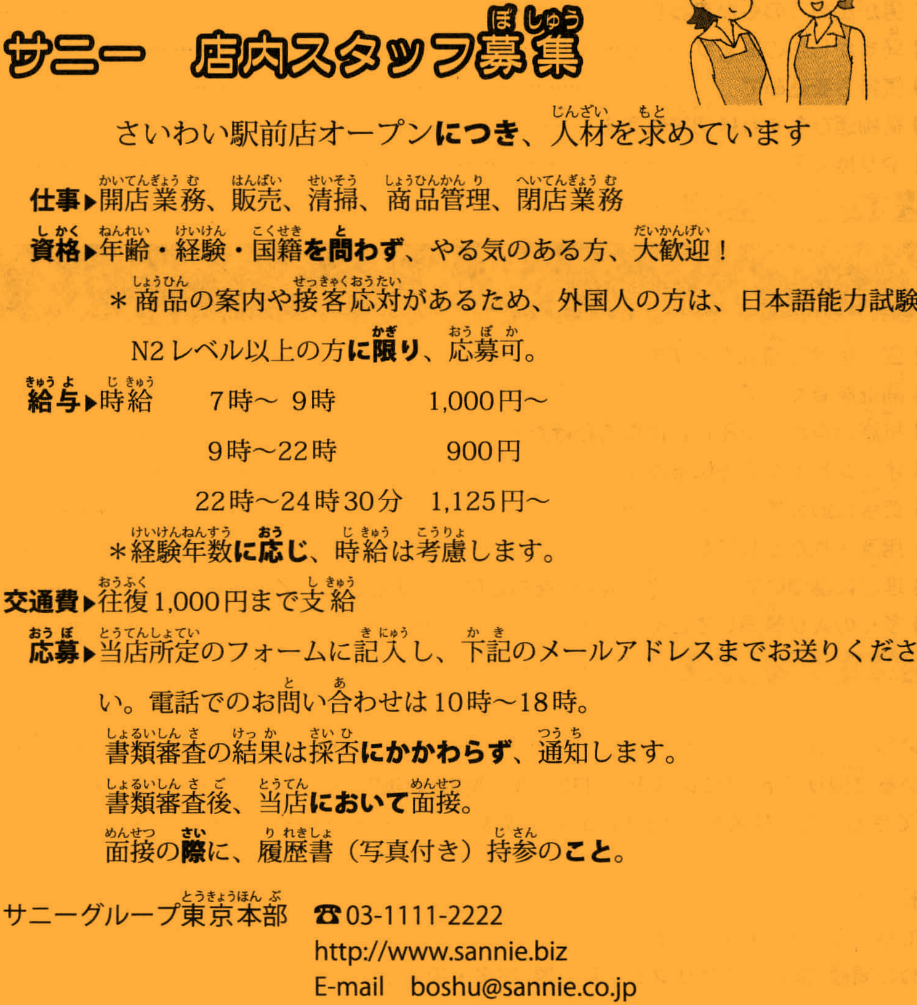 サニー 店内スタッフ募集
さいわい駅前店オープンにつき、人材を求めています
仕事▶開店業務、販売、清掃、商品管理、閉店業務
資格▶年齢・経験・国籍を問わず、やる気のある方、大歓迎！
＊商品の案内や接客応対があるため、外国人の方は、日本語能力試験
N2レベル以上の方に限り、応募可。
給与▶時給 7時～ 9時 1,000円～
9時～22時 900円
22時～24時30分 1,125円～
＊経験年数に応じ、時給は考慮します。
交通費▶往復1,000円まで支給
応募▶当店所定のフォームに記入し、下記のメールアドレスまでお送りくださ
い。電話でのお問い合わせは10時～18時。
書類審査の結果は採否にかかわらず、通知します。
書類審査後、当店において面接。
面接の際に、履歴書（写真付き）持参のこと。
サニーグループ東京本部 ☎03-1111-2222
http://www.sannie.biz
E-mail boshu@sannie.co.jp